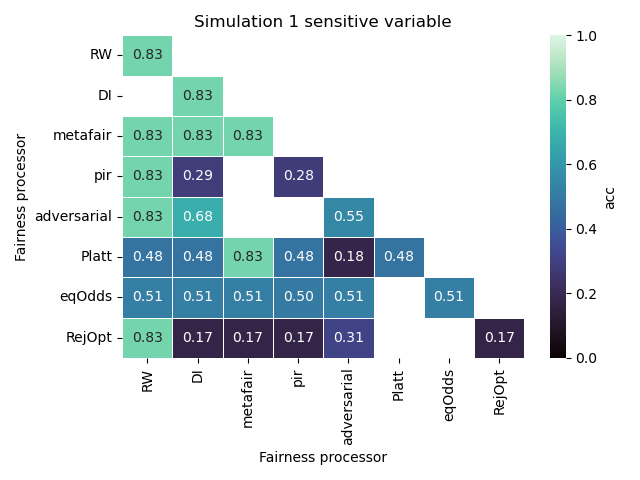 Simulation 1 sensitive variable
Fairness processor
RW 0.83
DI 0.83
metafair 0.83 0.83 0.83
pir 0.83 0.29 0.28
adversarial 0.83 0.68 0.55
Platt 0.48 0.48 0.83 0.48 0.18 0.48
eqOdds 0.51 0.51 0.51 0.50 0.51 0.51
RejOpt 0.83 0.17 0.17 0.17 0.31 0.17
RW DI metafair pir adversarial Platt eqOdds RejOpt
Fairness processor
1.0
0.8
0.6
0.4
0.2
0.0
acc